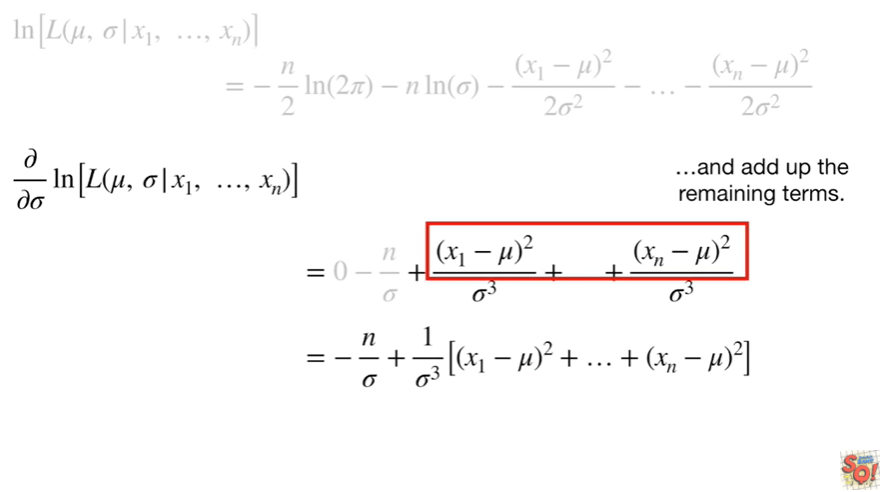 ln[L(μ, σ|x₁, …, xₙ)]
= − n/2 ln(2π) − n ln(σ) − (x₁ − μ)²/2σ² − … − (xₙ − μ)²/2σ²
…and add up the
remaining terms.
∂/∂σ ln[L(μ, σ|x₁, …, xₙ)]
= 0 − n/σ + (x₁ − μ)²/σ³ + + (xₙ − μ)²/σ³
= − n/σ + 1/σ³ [(x₁ − μ)² + … + (xₙ − μ)²]
SQ!